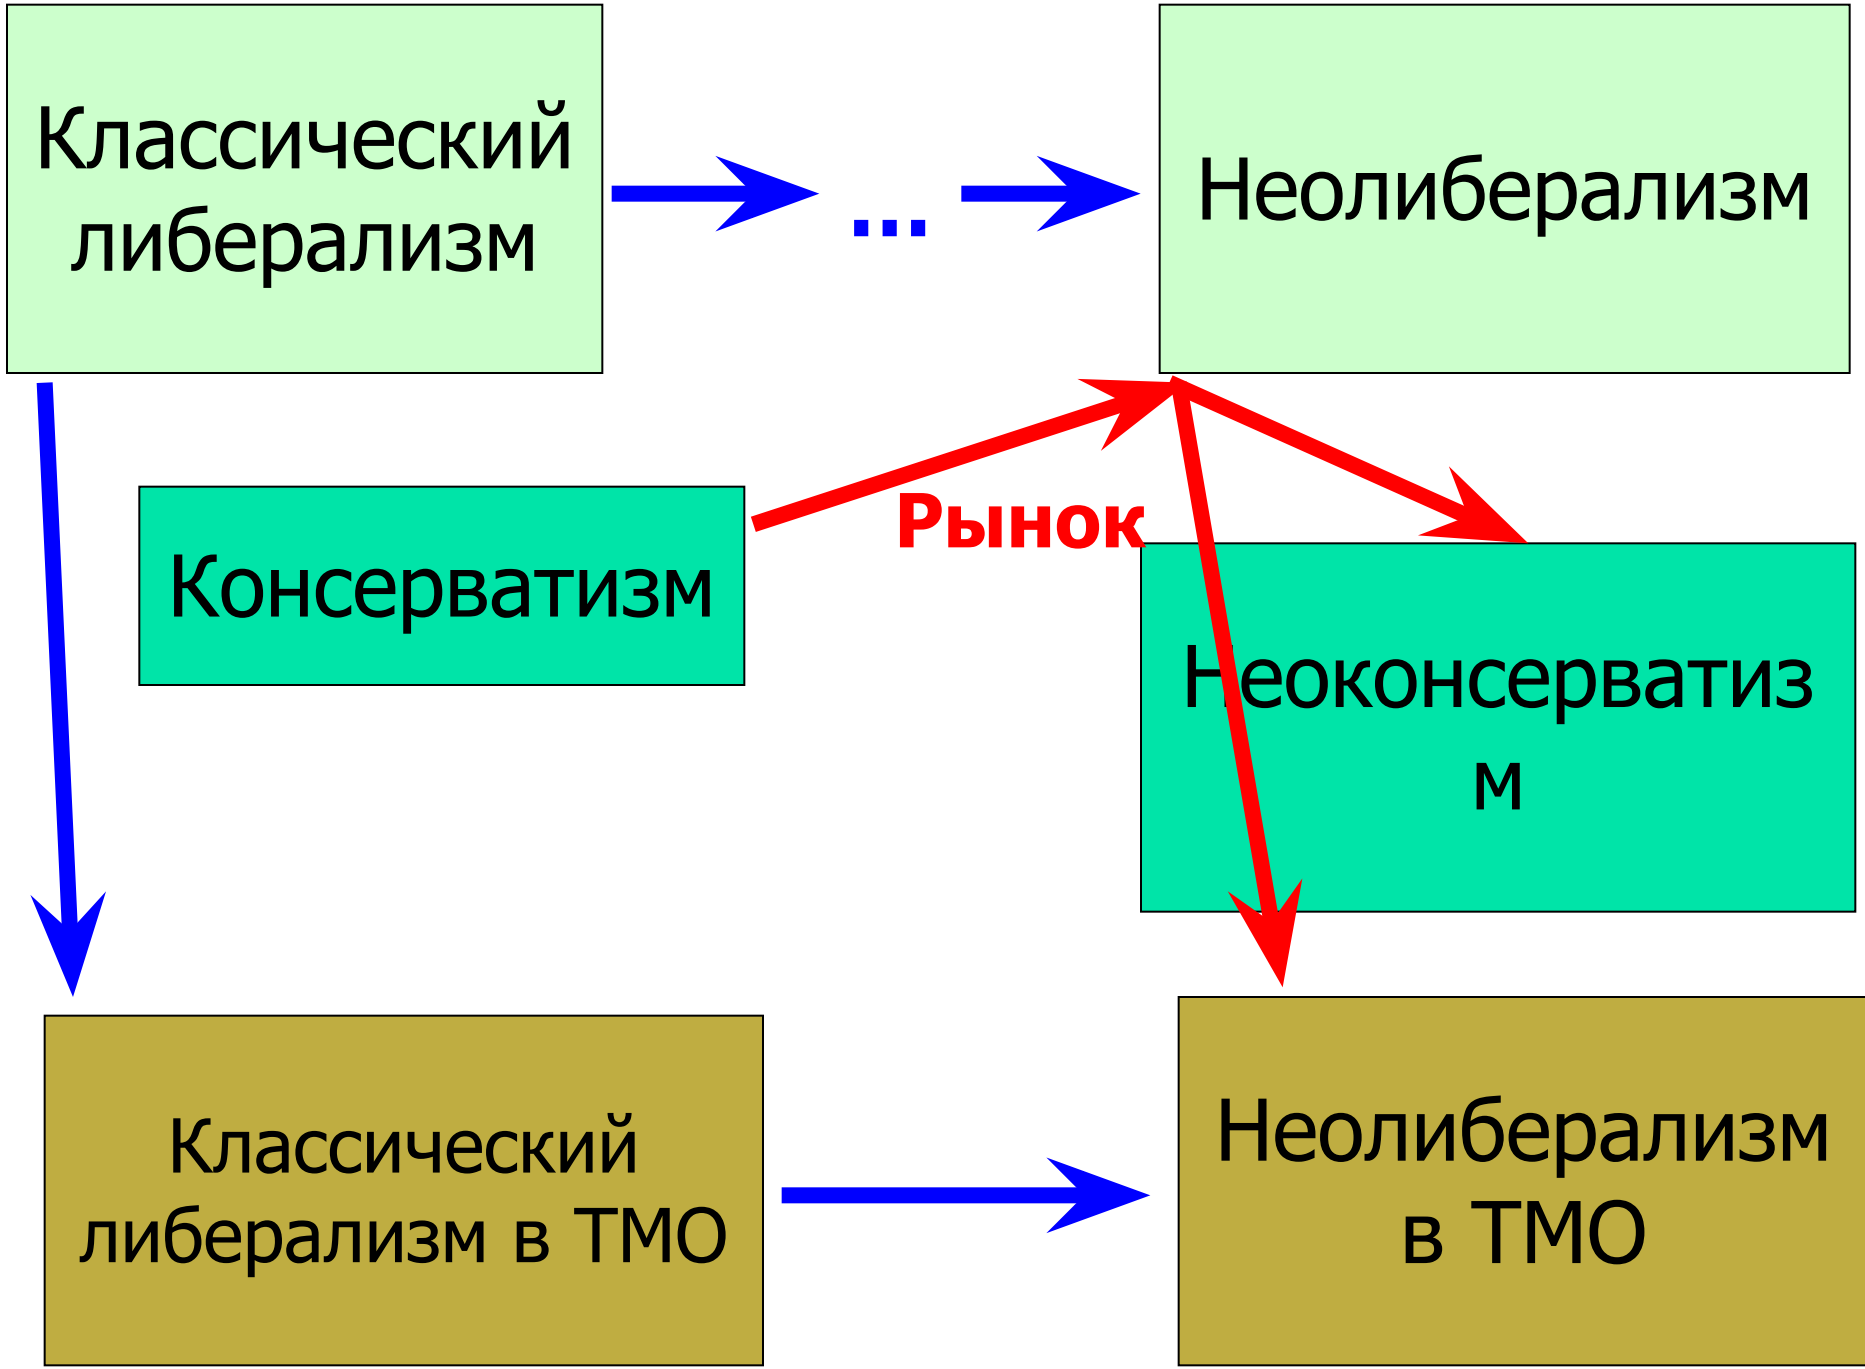 Классический
либерализм
...
Неолиберализм
Рынок
Консерватизм
Неоконсерватиз
м
Классический
либерализм в ТМО
Неолиберализм
в ТМО